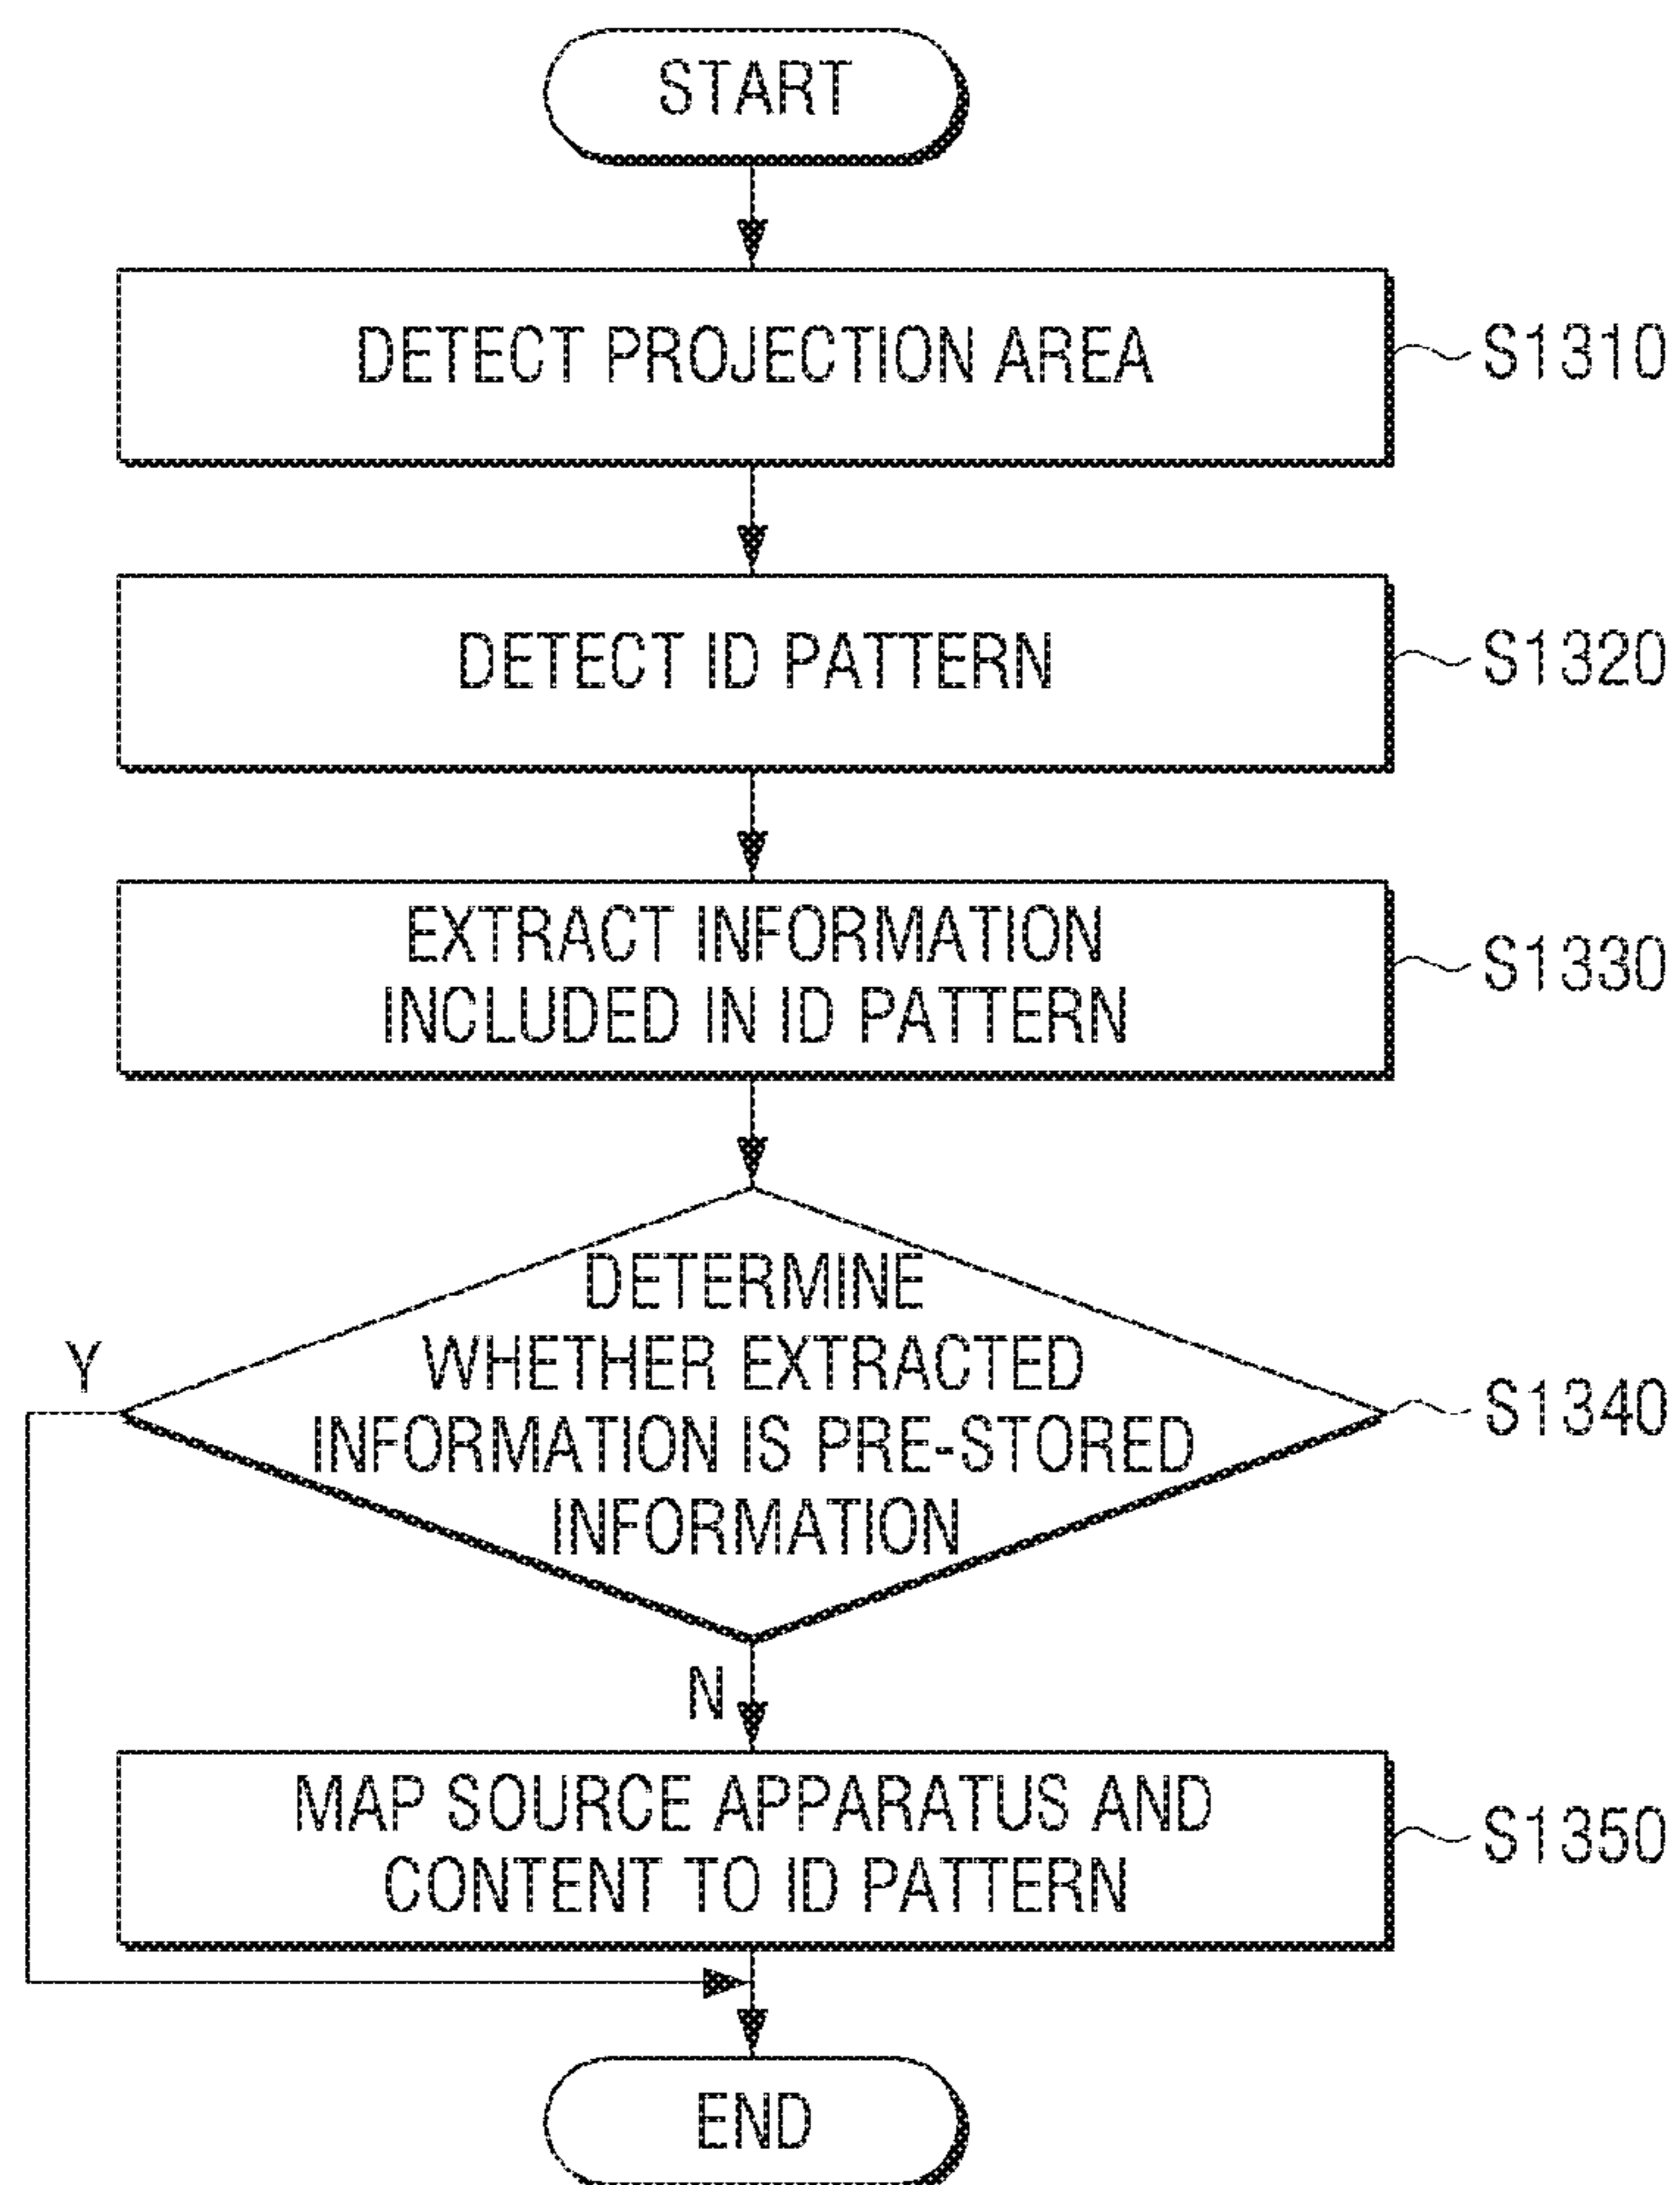 START
DETECT PROJECTION AREA
S1310
DETECT ID PATTERN
S1320
EXTRACT INFORMATION
INCLUDED IN ID PATTERN
S1330
DETERMINE
WHETHER EXTRACTED
INFORMATION IS PRE-STORED
INFORMATION
Y
S1340
N
MAP SOURCE APPARATUS AND
CONTENT TO ID PATTERN
S1350
END